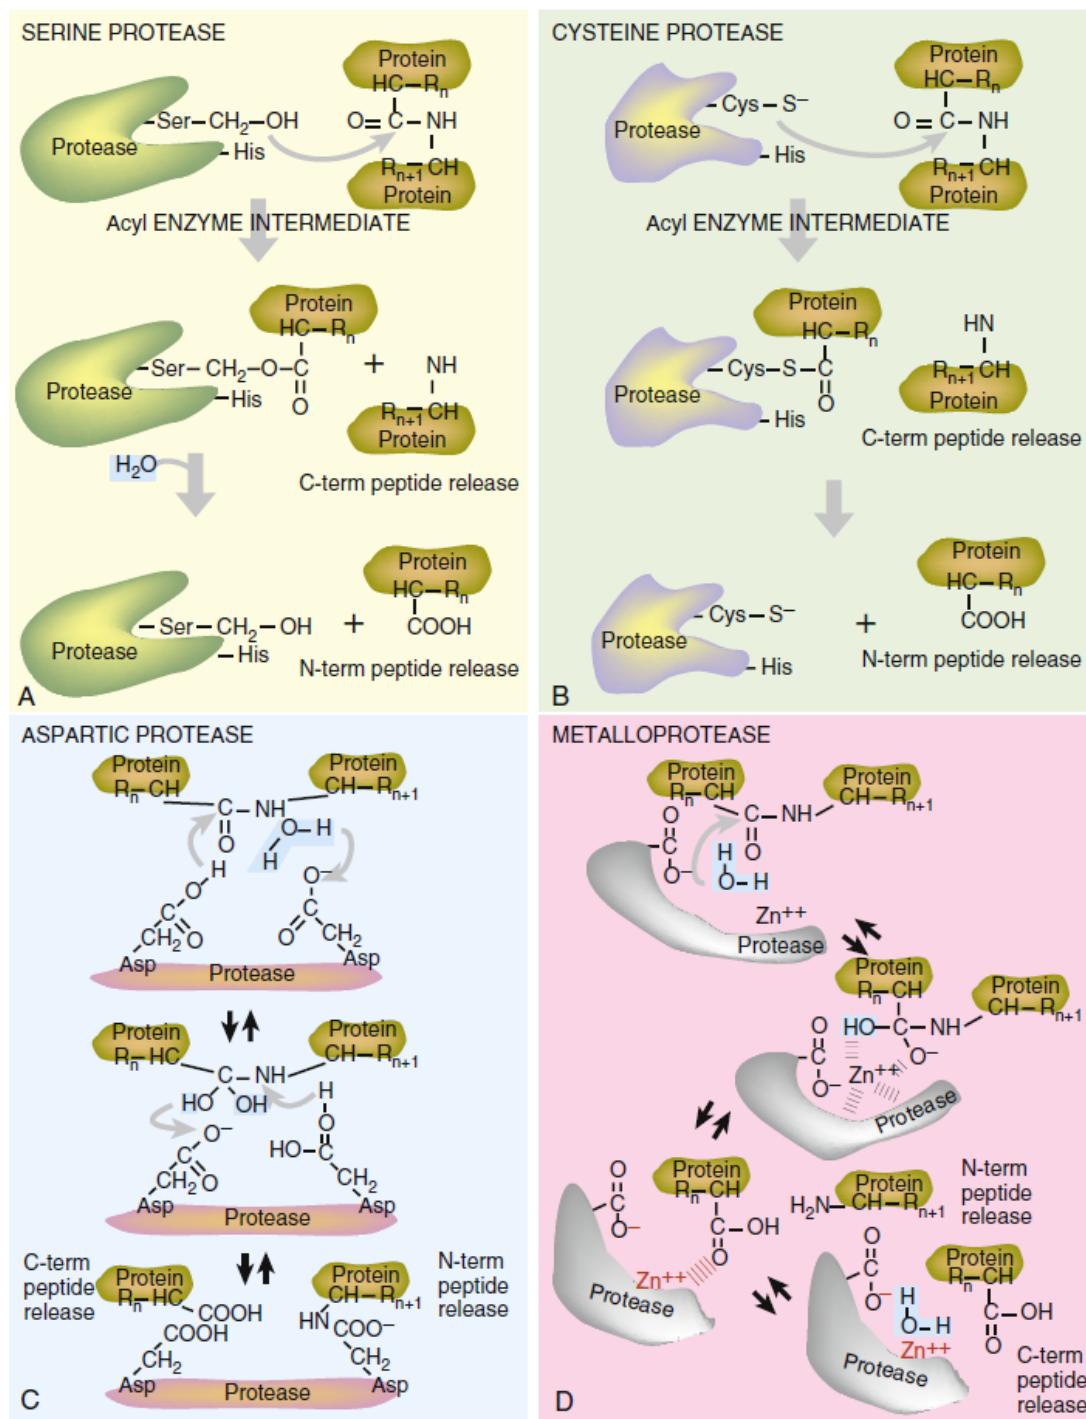 SERINE PROTEASE
Protein
HC–Rn
Ser–CH2–OH
O=C–NH
Protease
His
Rn+1 CH
Protein
Acyl ENZYME INTERMEDIATE
Protein
HC–Rn
Ser–CH2–O–C
+
NH
Protease
His
O
Rn+1 CH
Protein
H2O
C-term peptide release
Protein
HC–Rn
Ser–CH2–OH
+
COOH
Protease
His
N-term peptide release
A
CYSTEINE PROTEASE
Protein
HC–Rn
Cys–S−
O=C–NH
Protease
His
Rn+1 CH
Protein
Acyl ENZYME INTERMEDIATE
Protein
HC–Rn
HN
Cys–S–C
Rn+1 CH
Protease
O
Protein
His
C-term peptide release
Protein
HC–Rn
Cys–S−
+
COOH
Protease
His
N-term peptide release
B
ASPARTIC PROTEASE
Protein
Rn–CH
Protein
CH–Rn+1
C–NH
O
O–H
H
H
O
O−
C
O
CH2
C
O
CH2
Asp
Protease
Asp
Protein
Rn–HC
Protein
CH–Rn+1
C–NH
HO
OH
H
O−
O
C
O
HO–C
CH2
CH2
Asp
Protease
Asp
C-term
peptide
release
Protein
Rn–HC
COOH
COOH
CH2
Protein
CH–Rn+1
HN
COO−
CH2
N-term
peptide
release
Asp
Protease
Asp
C
METALLOPROTEASE
Protein
Rn–CH
Protein
CH–Rn+1
O
C
O−
C–NH
O
H
O–H
Zn++
Protease
Protein
Rn–CH
Protein
CH–Rn+1
O
C
O−
HO–C–NH
O−
Zn++
Protease
O
C
O−
Protein
Rn–CH
C–OH
O
Zn++
Protease
Protein
H2N–CH–Rn+1
N-term
peptide
release
O
C
O−
H
O–H
Zn++
Protease
Protein
Rn–CH
C–OH
O
C-term
peptide
release
D